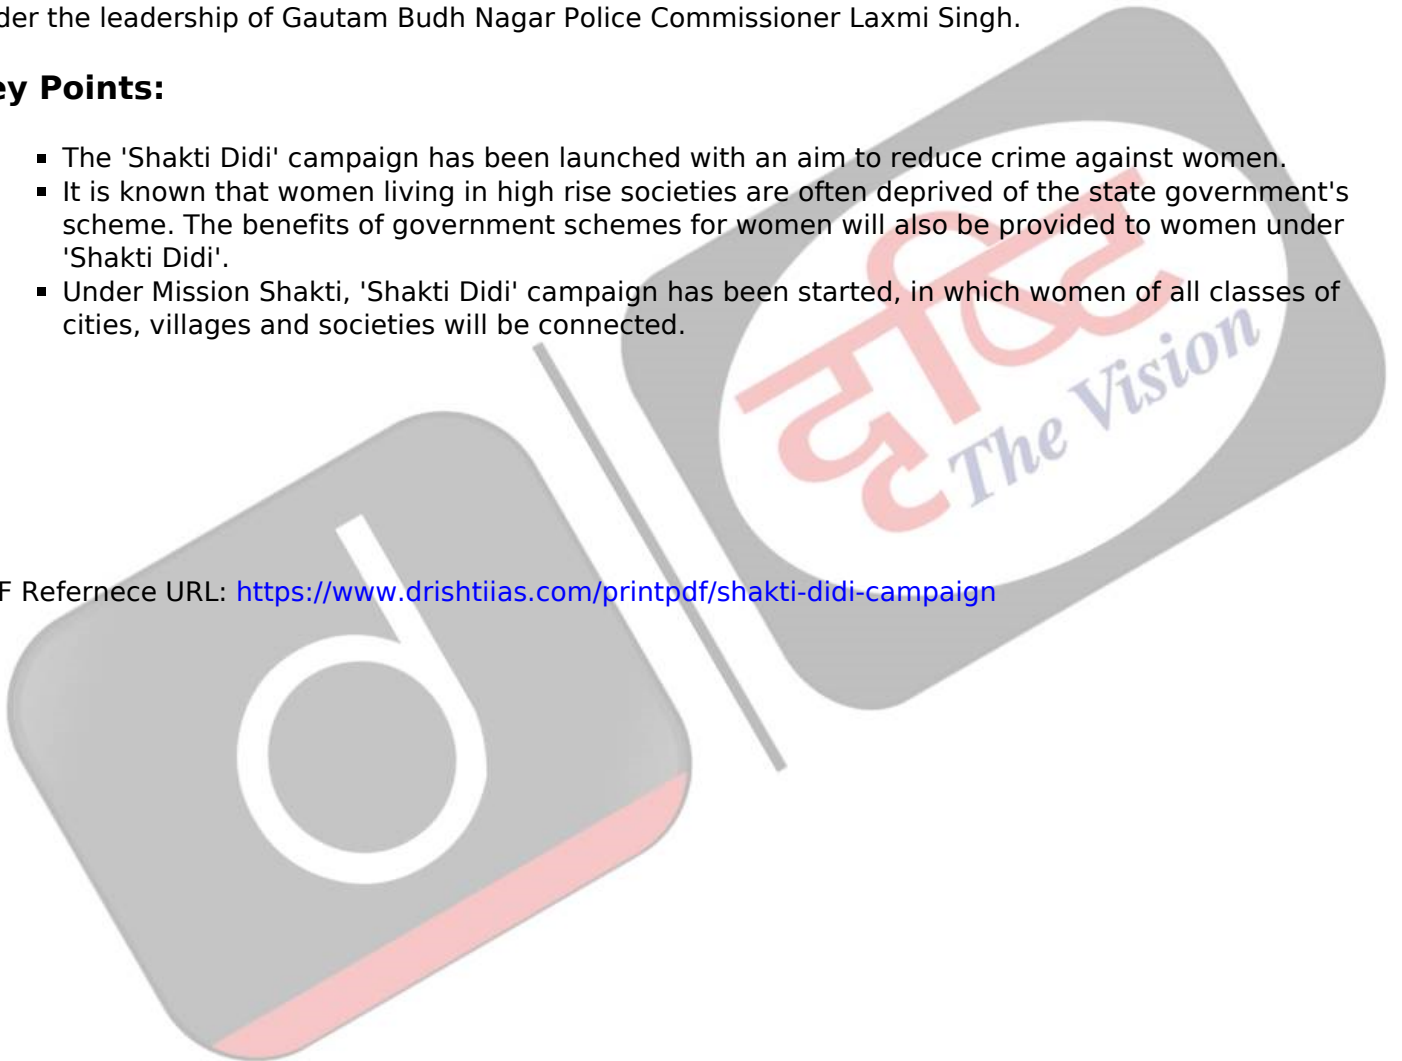 der the leadership of Gautam Budh Nagar Police Commissioner Laxmi Singh.
ey Points:
▪ The 'Shakti Didi' campaign has been launched with an aim to reduce crime against women.
▪ It is known that women living in high rise societies are often deprived of the state government's
scheme. The benefits of government schemes for women will also be provided to women under
'Shakti Didi'.
▪ Under Mission Shakti, 'Shakti Didi' campaign has been started, in which women of all classes of
cities, villages and societies will be connected.
दृष्टि
The Vision
F Refernece URL: https://www.drishtiias.com/printpdf/shakti-didi-campaign
d